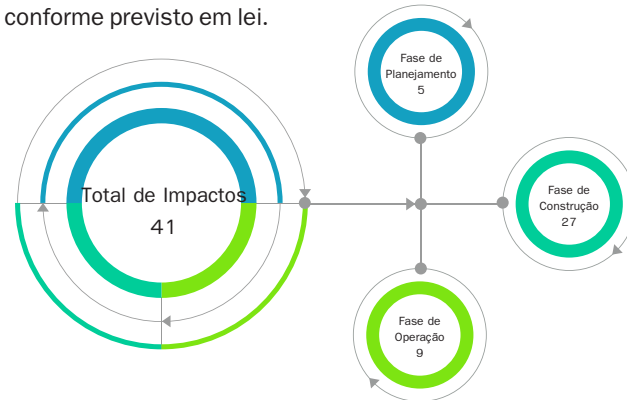 conforme previsto em lei.
Fase de
Planejamento
5
Total de Impactos
41
Fase de
Construção
27
Fase de
Operação
9